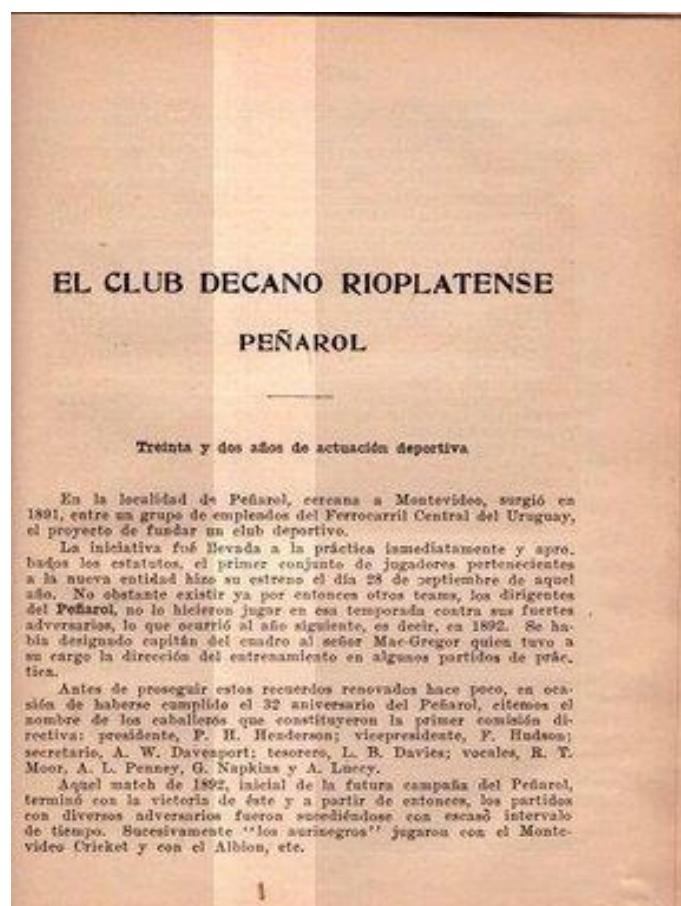 EL CLUB DECANO RIOPLATENSE
PEÑAROL
Treinta y dos años de actuación deportiva
En la localidad de Peñarol, cercana a Montevideo, surgió en
1891, entre un grupo de empleados del Ferrocarril Central del Uruguay,
el proyecto de fundar un club deportivo.
La iniciativa fué llevada a la práctica inmediatamente y apro.
bados los estatutos, el primer conjunto de jugadores pertenecientes
a la nueva entidad hizo su estreno el día 28 de septiembre de aquel
año. No obstante existir ya por entonces otros teams, los dirigentes
del Peñarol, no lo hicieron jugar en esa temporada contra sus fuertes
adversarios, lo que ocurrió al año siguiente, es decir, en 1892. Se ha-
bía designado capitán del cuadro al señor Mac-Gregor quien tuvo a
su cargo la dirección del entrenamiento en algunos partidos de prác.
tica.
Antes de proseguir estos recuerdos renovados hace poco, en oca-
sión de haberse cumplido el 32 aniversario del Peñarol, citemos el
nombre de los caballeros que constituyeron la primer comisión di-
rectiva: presidente, P. H. Henderson; vicepresidente, F. Hudson;
secretario, A. W. Davenport; tesorero, L. B. Davies; vocales, R. T.
Moor, A. L. Penney, G. Napkins y A. Luccy.
Aquel match de 1892, inicial de la futura campaña del Peñarol,
terminó con la victoria de éste y a partir de entonces, los partidos
con diversos adversarios fueron sucediéndose con escasó intervalo
de tiempo. Sucesivamente "los aurinegros" jugaron con el Monte-
video Cricket y con el Albion, etc.